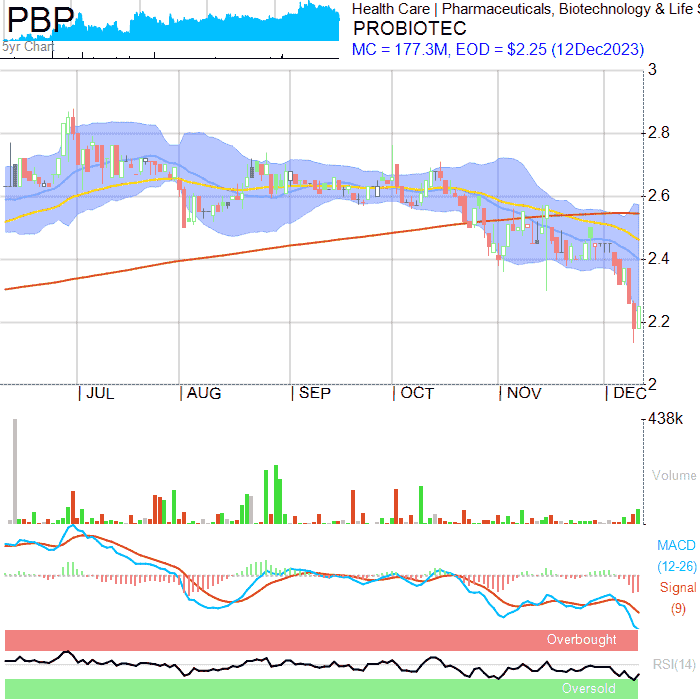 PBP
5yr Chart
Health Care | Pharmaceuticals, Biotechnology & Life S
PROBIOTEC
MC = 177.3M, EOD = $2.25 (12Dec2023)
3
2.8
2.6
2.4
2.2
2
JUL AUG SEP OCT NOV DEC
438k
Volume
MACD
(12-26)
Signal
(9)
Overbought
RSI(14)
Oversold